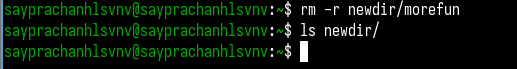 sayprachanhlsvnv@sayprachanhlsvnv:~$ rm -r newdir/morefun
sayprachanhlsvnv@sayprachanhlsvnv:~$ ls newdir/
sayprachanhlsvnv@sayprachanhlsvnv:~$